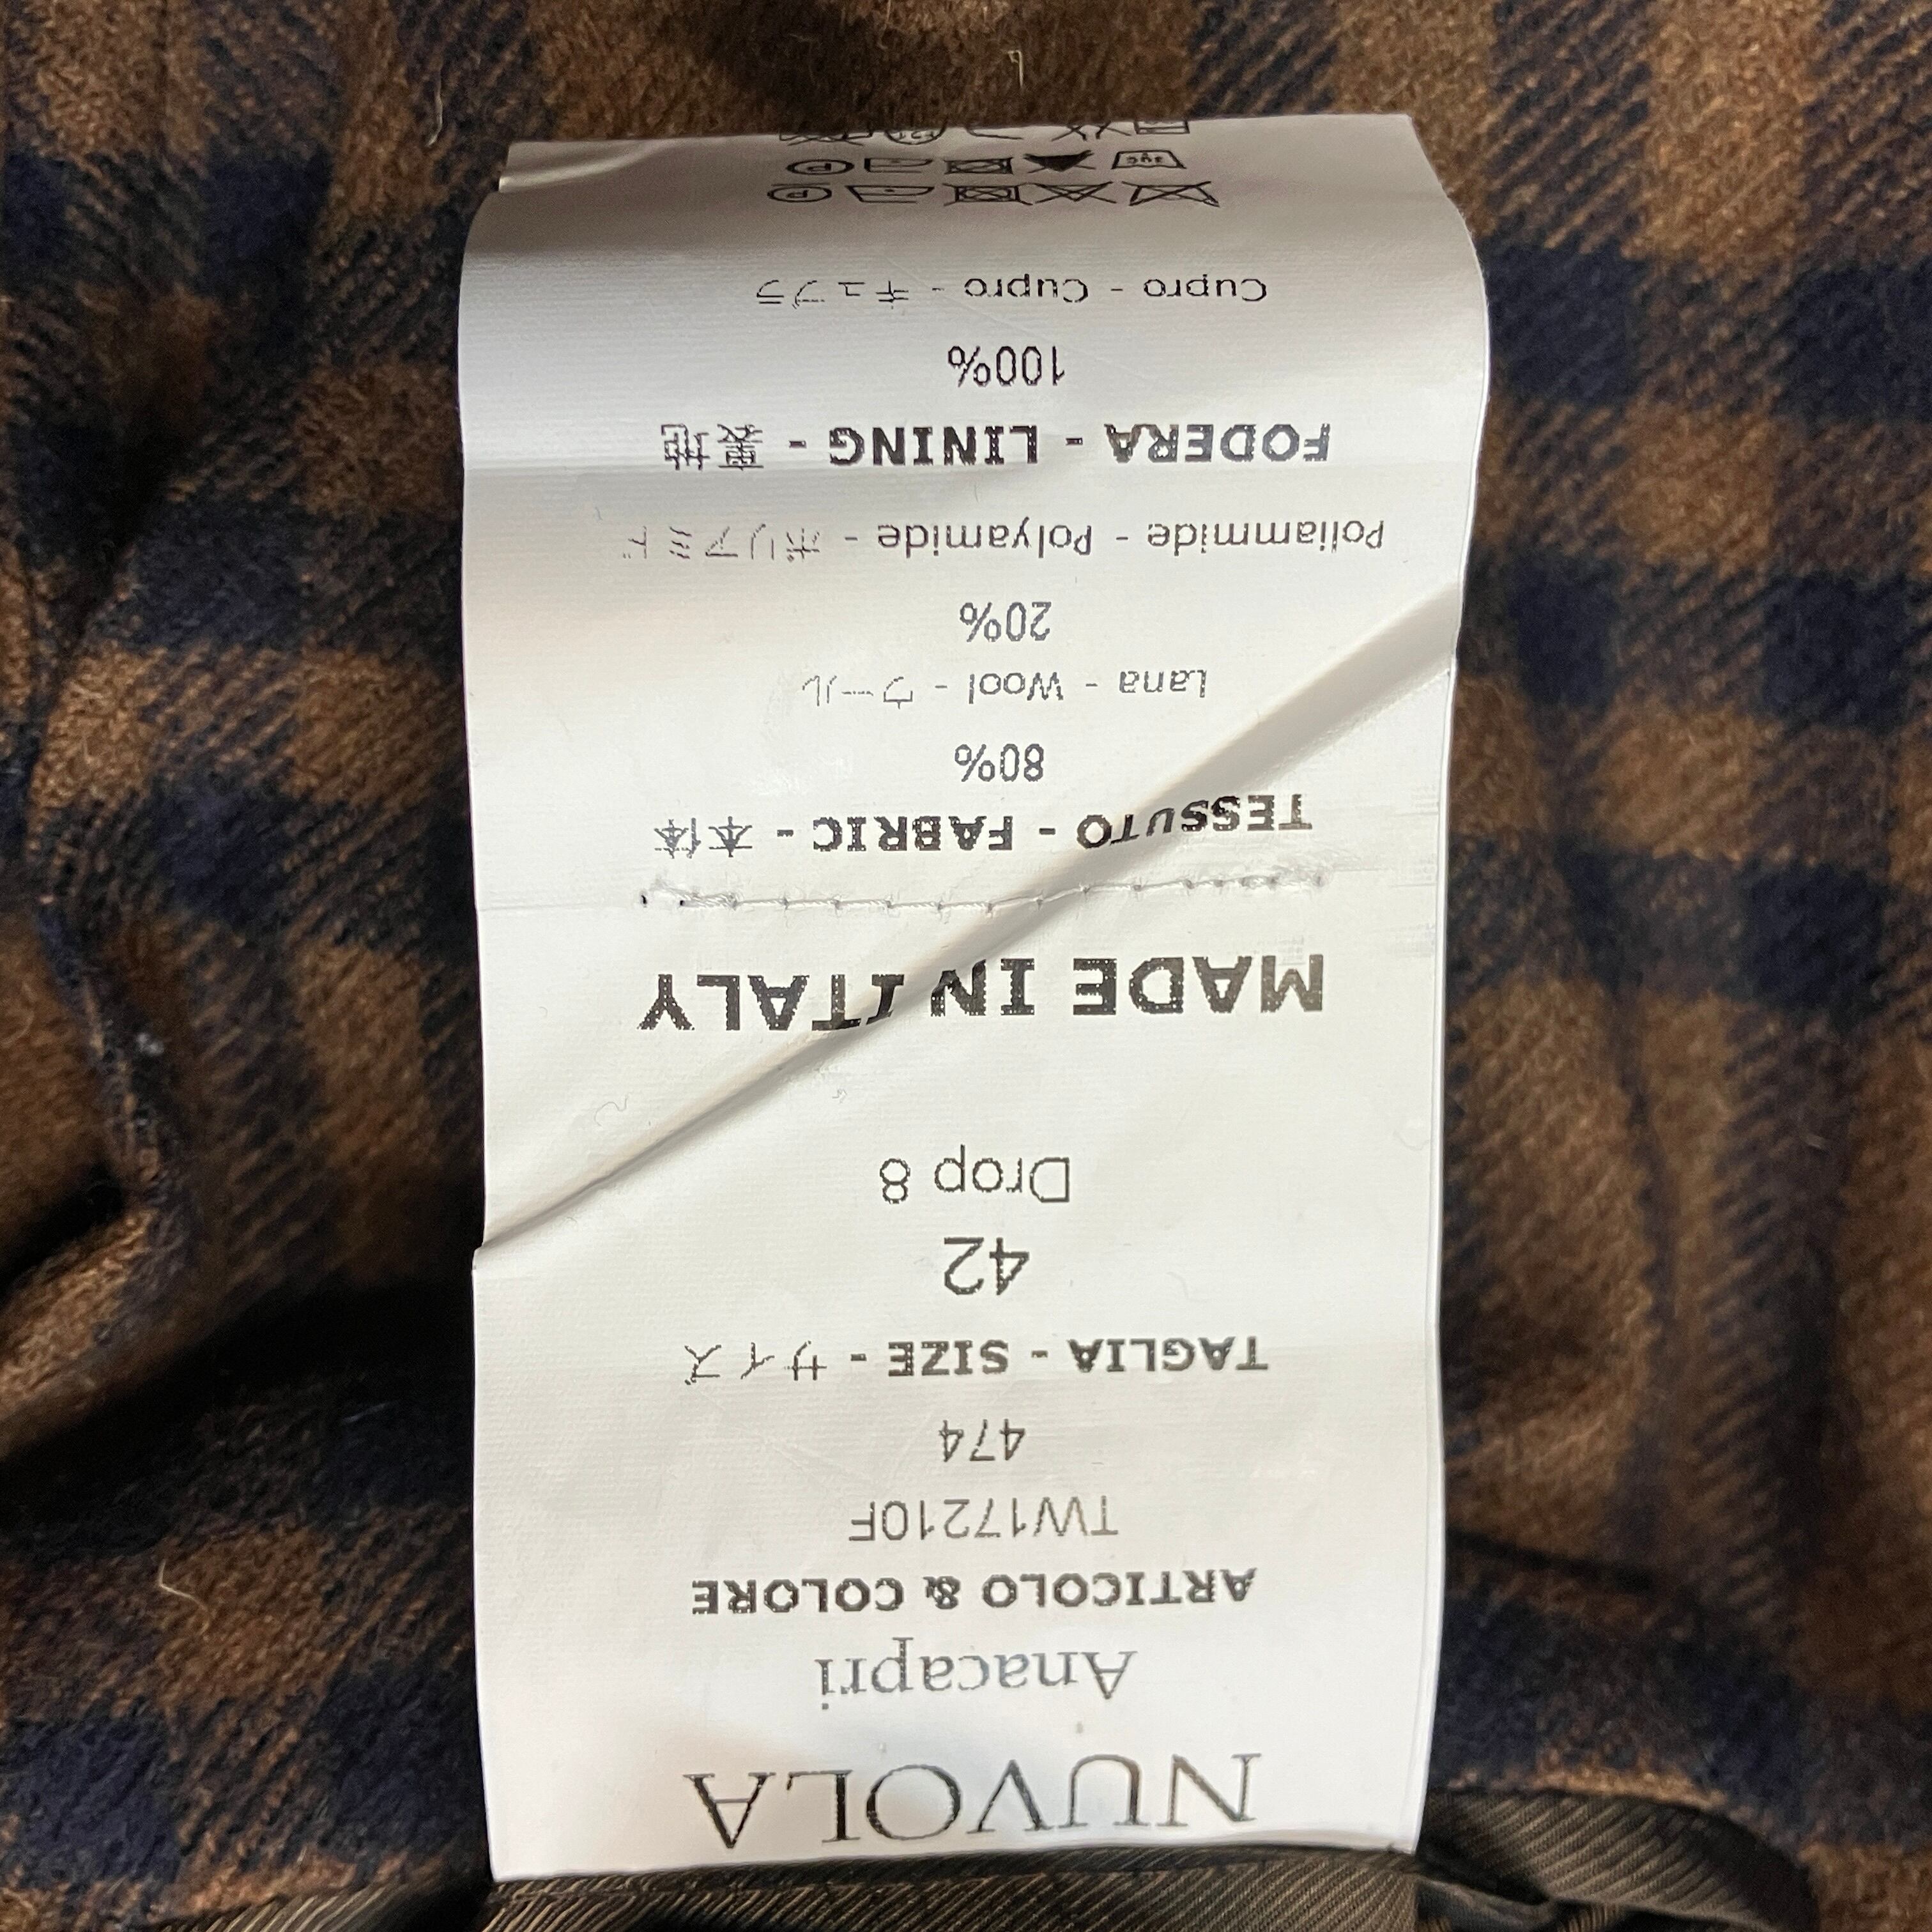 NUVOLA
Anacapri
ARTICOLO & COLORE
TW17210F
474
TAGLIA - SIZE - サイズ
42
Drop 8
MADE IN ITALY
TESSUTO - FABRIC - 本体
80%
Lana - Wool - ウール
20%
Poliammide - Polyamide - ポリアミド
FODERA - LINING - 裏地
100%
Cupro - Cupro - キュプラ